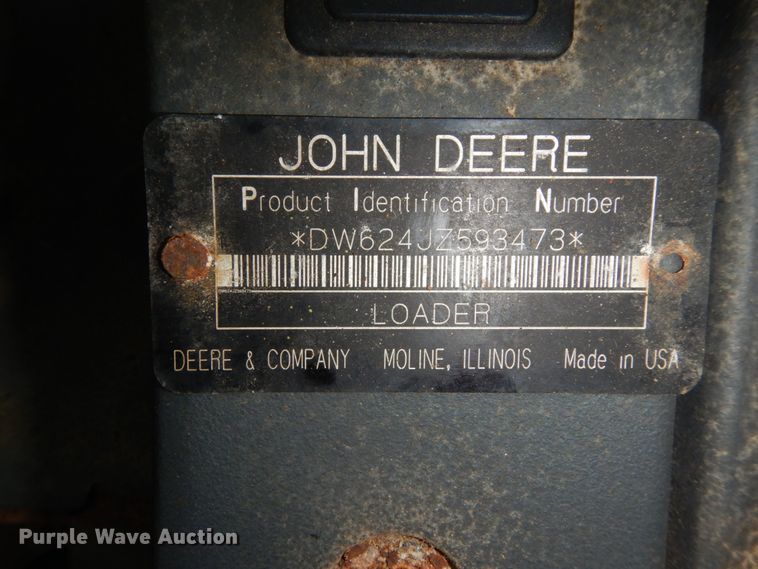 JOHN DEERE
Product Identification Number
*DW624JZ593473*
LOADER
DEERE & COMPANY MOLINE, ILLINOIS Made in USA
Purple Wave Auction